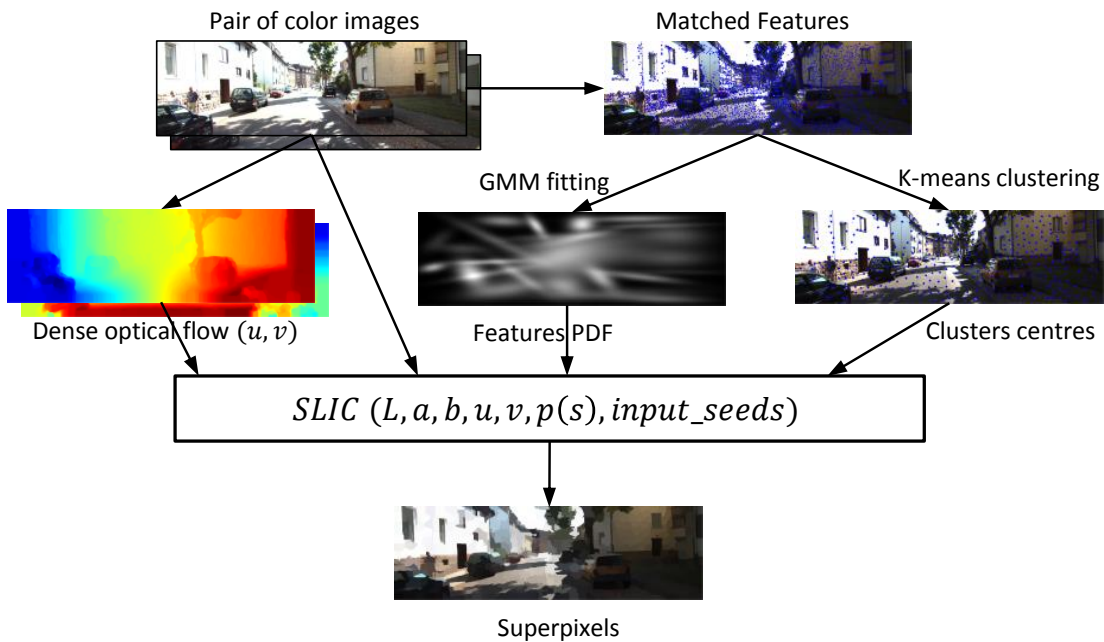 Pair of color images
Matched Features
GMM fitting
K-means clustering
Dense optical flow (u, v)
Features PDF
Clusters centres
SLIC (L, a, b, u, v, p(s), input_seeds)
Superpixels